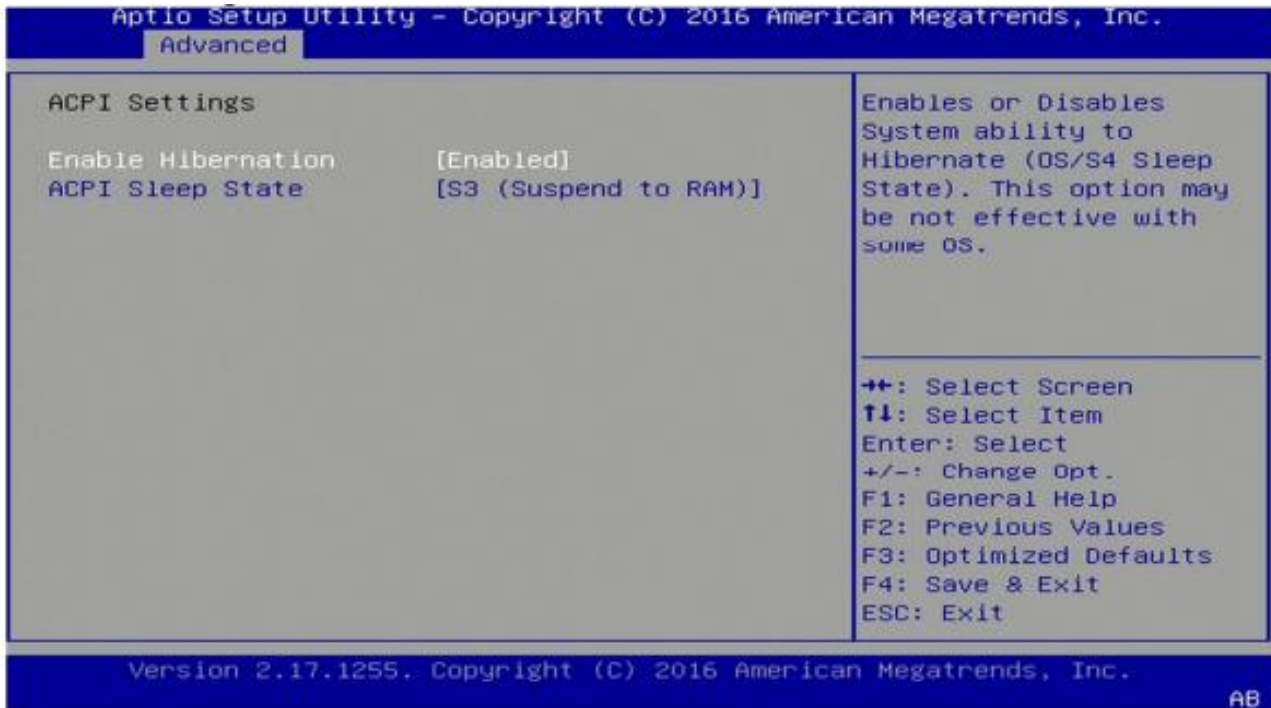 Aptio Setup Utility – Copyright (C) 2016 American Megatrends, Inc.
Advanced
ACPI Settings
Enable Hibernation [Enabled]
ACPI Sleep State [S3 (Suspend to RAM)]
Enables or Disables
System ability to
Hibernate (OS/S4 Sleep
State). This option may
be not effective with
some OS.
→←: Select Screen
↑↓: Select Item
Enter: Select
+/-: Change Opt.
F1: General Help
F2: Previous Values
F3: Optimized Defaults
F4: Save & Exit
ESC: Exit
Version 2.17.1255. Copyright (C) 2016 American Megatrends, Inc.
AB